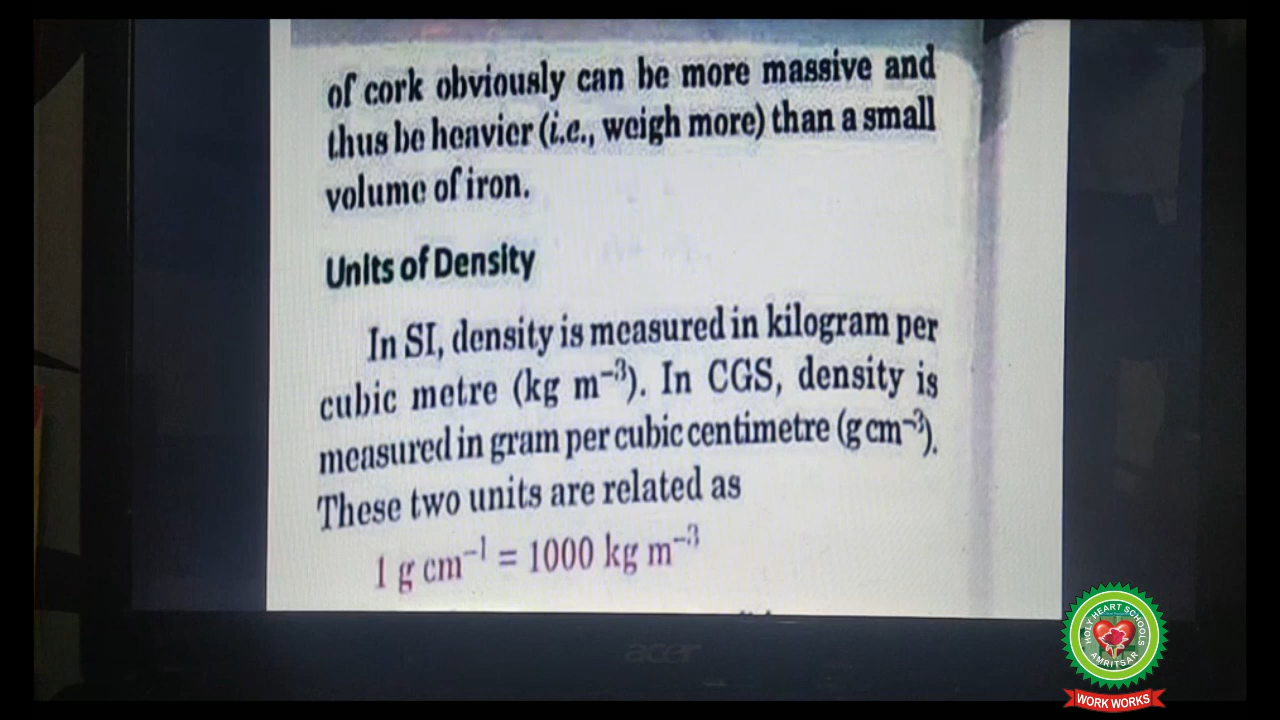 of cork obviously can be more massive and
thus be heavier (i.e., weigh more) than a small
volume of iron.
Units of Density
In SI, density is measured in kilogram per
cubic metre (kg m⁻³). In CGS, density is
measured in gram per cubic centimetre (g cm⁻³).
These two units are related as
1 g cm⁻¹ = 1000 kg m⁻³
acer
HOLY HEART SCHOOLS
AMRITSAR
WORK WORKS